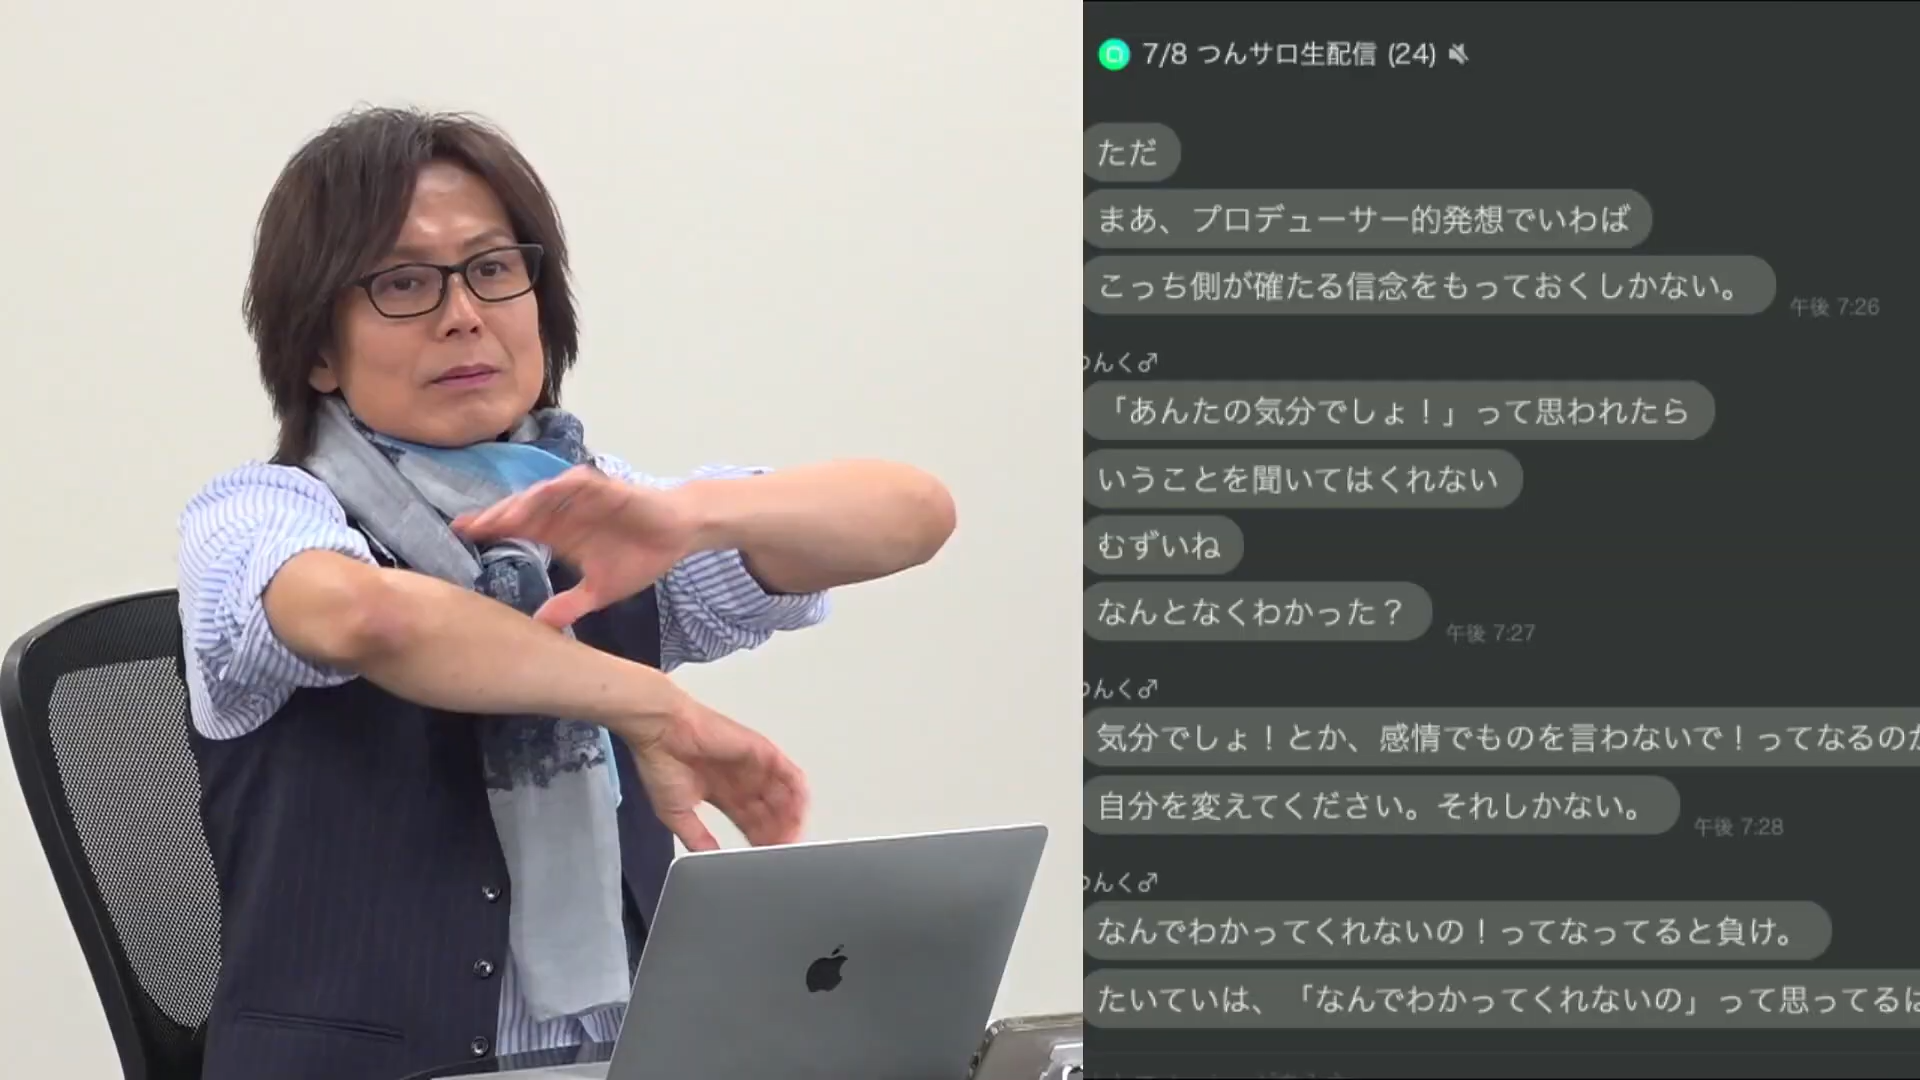 7/8 つんサロ生配信 (24)
ただ
まあ、プロデューサー的発想でいわば
こっち側が確たる信念をもっておくしかない。
午後 7:26
んく♂
「あんたの気分でしょ！」って思われたら
いうことを聞いてはくれない
むずいね
なんとなくわかった？
午後 7:27
んく♂
気分でしょ！とか、感情でものを言わないで！ってなるのか
自分を変えてください。それしかない。
午後 7:28
んく♂
なんでわかってくれないの！ってなってると負け。
たいていは、「なんでわかってくれないの」って思ってるは